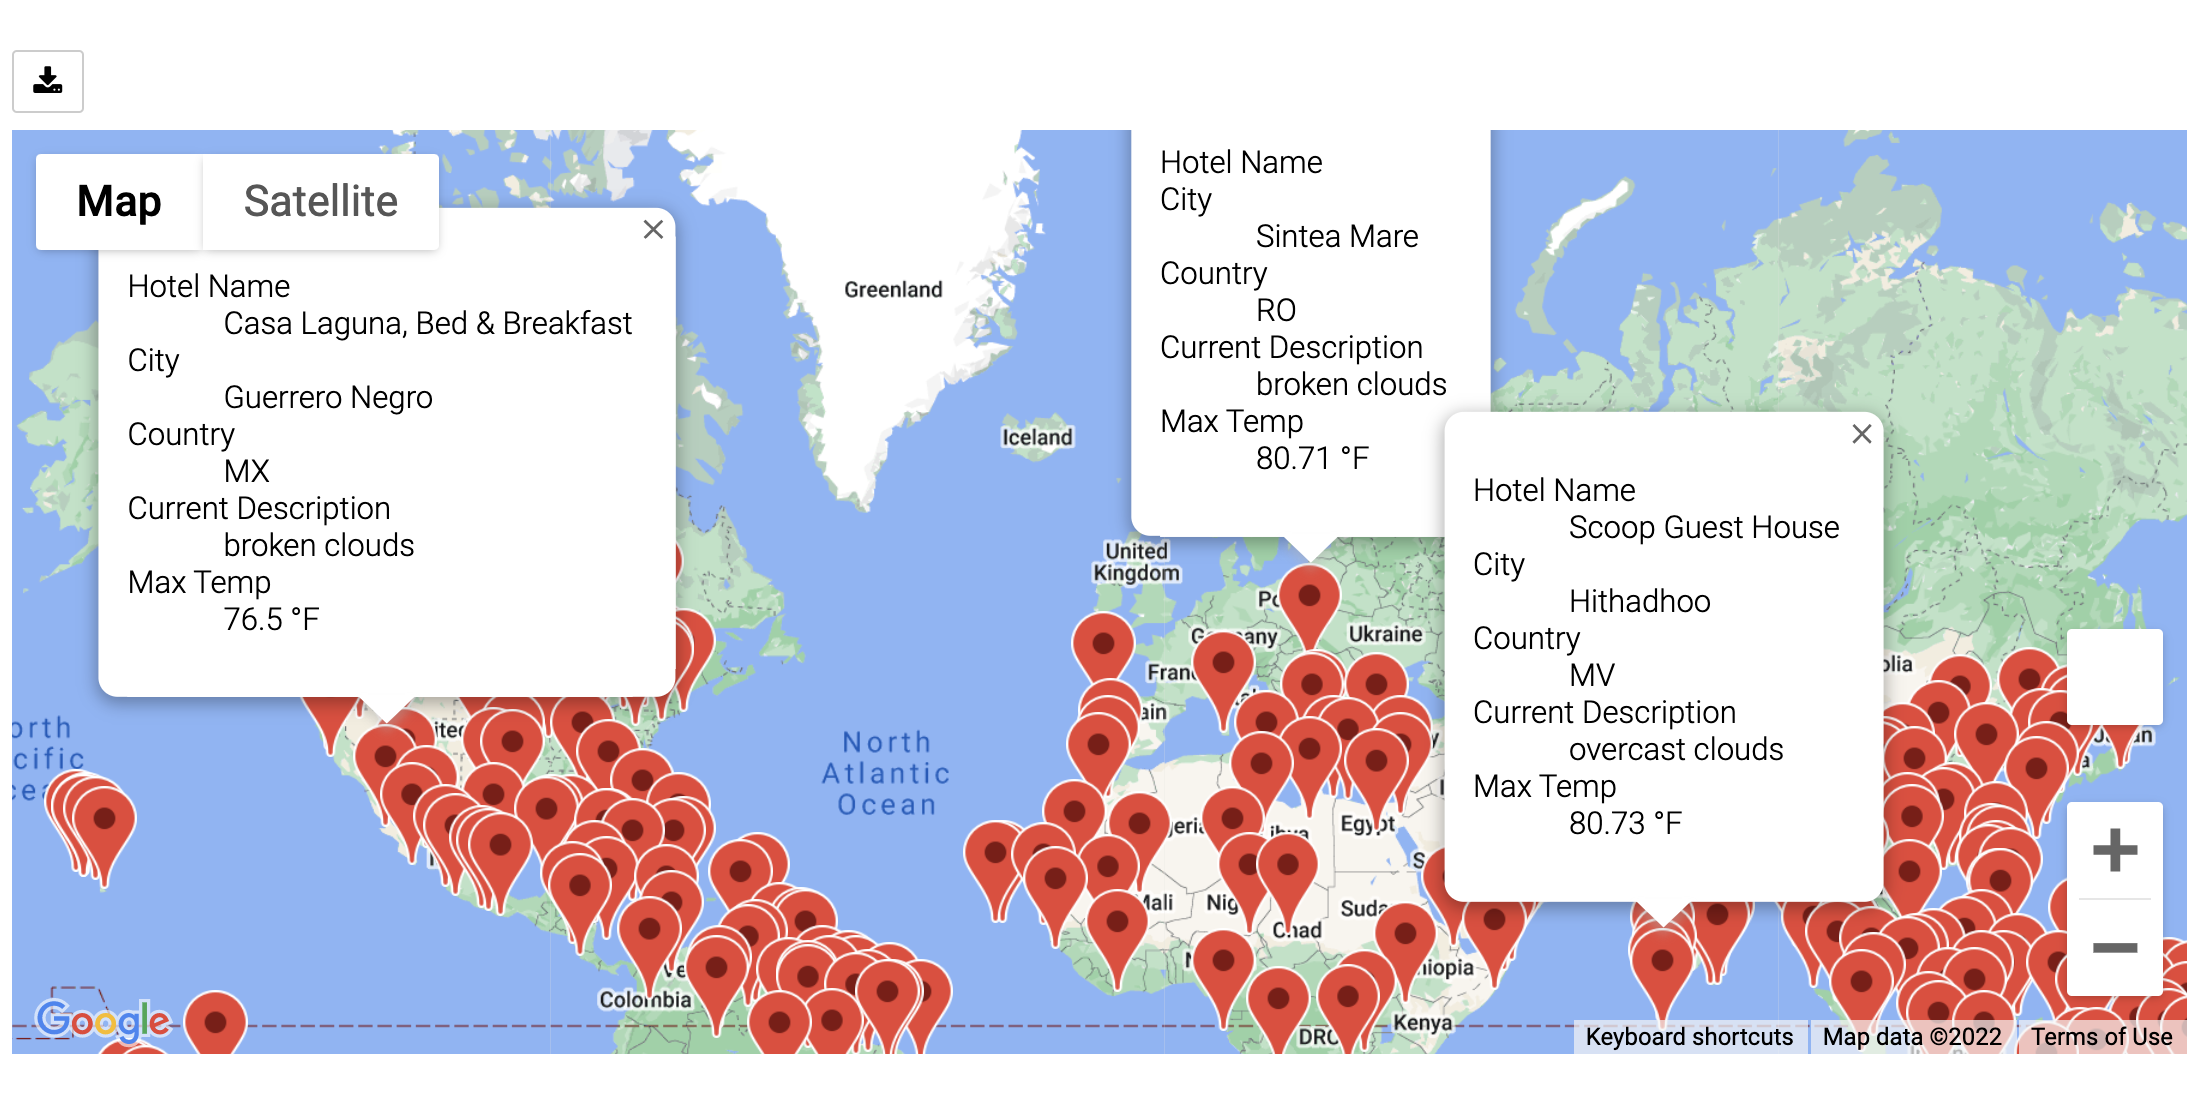 Map
Satellite
Hotel Name
Casa Laguna, Bed & Breakfast
City
Guerrero Negro
Country
MX
Current Description
broken clouds
Max Temp
76.5 °F
Hotel Name
City
Sintea Mare
Country
RO
Current Description
broken clouds
Max Temp
80.71 °F
Hotel Name
Scoop Guest House
City
Hithadhoo
Country
MV
Current Description
overcast clouds
Max Temp
80.73 °F
Greenland
Iceland
United
Kingdom
Ukraine
North
Atlantic
Ocean
Egypt
Mali
Chad
Colombia
Kenya
DRC
Google
Keyboard shortcuts
Map data ©2022
Terms of Use